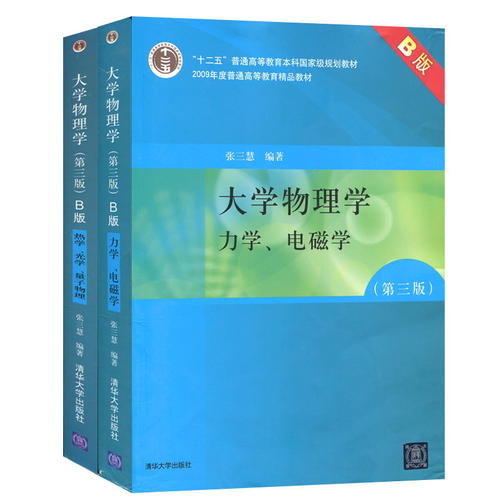 大学物理学
（第三版）
B版
热学、光学、量子物理
张三慧 编著
清华大学出版社
大学物理学
（第三版）
B版
力学、电磁学
张三慧 编著
清华大学出版社
B版
“十二五”普通高等教育本科国家级规划教材
2009年度普通高等教育精品教材
张三慧 编著
大学物理学
力学、电磁学
（第三版）
清华大学出版社